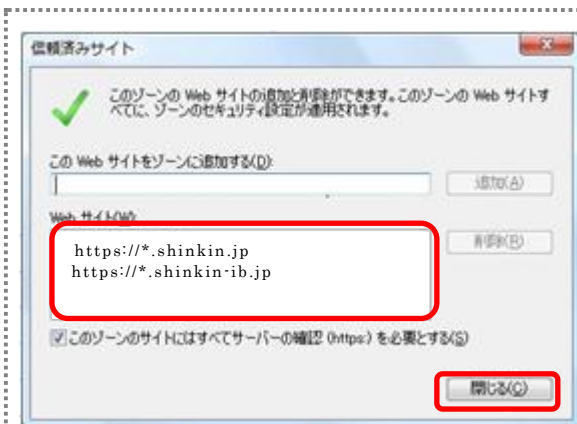 信頼済みサイト
このゾーンの Web サイトの追加と削除ができます。このゾーンの Web サイトす
べてに、ゾーンのセキュリティ設定が適用されます。
この Web サイトをゾーンに追加する(D):
追加(A)
Web サイト(W):
https://*.shinkin.jp
https://*.shinkin-ib.jp
削除(R)
このゾーンのサイトにはすべてサーバーの確認 (https:) を必要とする(S)
閉じる(C)